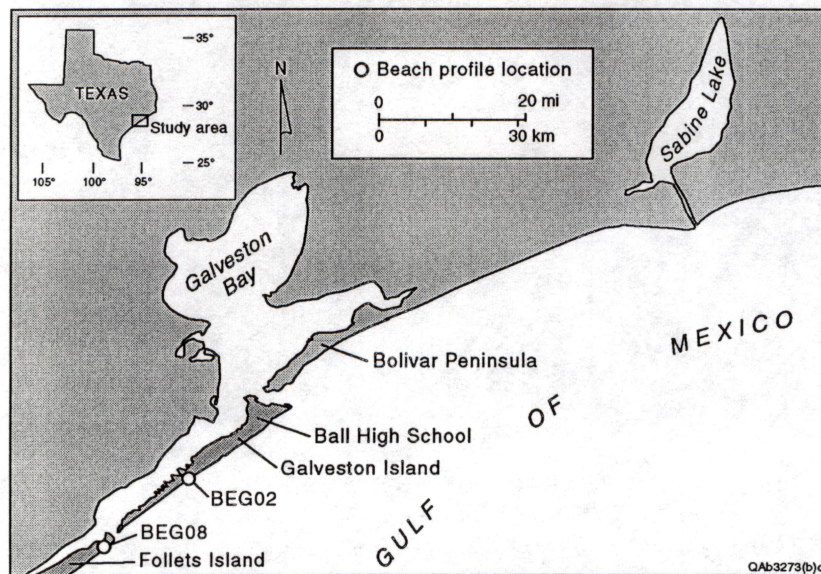 TEXAS
35°
30°
Study area
25°
105° 100° 95°
N
Beach profile location
0 20 mi
0 30 km
Sabine Lake
Galveston
Bay
Bolivar Peninsula
Ball High School
Galveston Island
BEG02
BEG08
Follets Island
GULF OF MEXICO
QAb3273(b)c